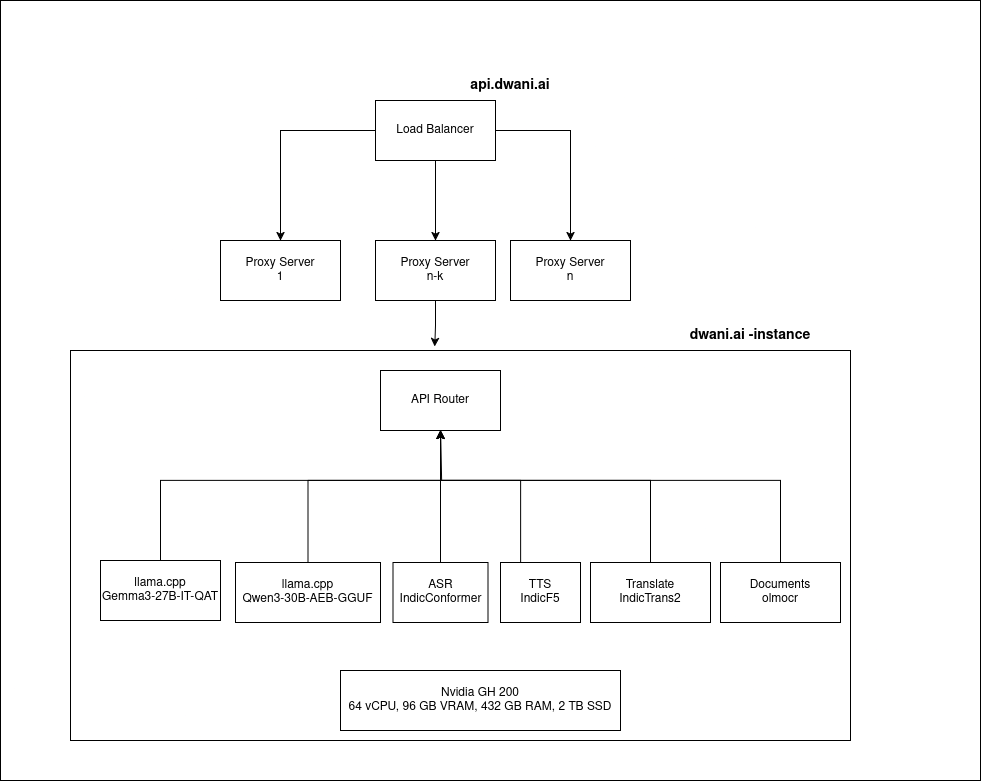 api.dwani.ai
Load Balancer
Proxy Server
1
Proxy Server
n-k
Proxy Server
n
dwani.ai -instance
API Router
llama.cpp
Gemma3-27B-IT-QAT
llama.cpp
Qwen3-30B-AEB-GGUF
ASR
IndicConformer
TTS
IndicF5
Translate
IndicTrans2
Documents
olmocr
Nvidia GH 200
64 vCPU, 96 GB VRAM, 432 GB RAM, 2 TB SSD